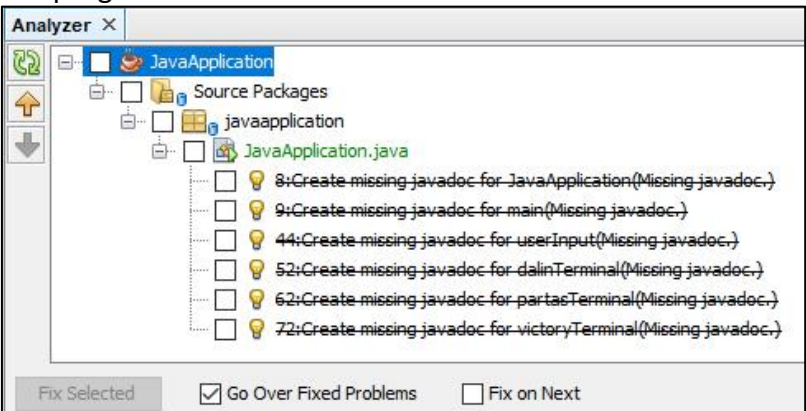 Analyzer ×
JavaApplication
Source Packages
javaapplication
JavaApplication.java
8:Create missing javadoc for JavaApplication(Missing javadoc.)
9:Create missing javadoc for main(Missing javadoc.)
44:Create missing javadoc for userInput(Missing javadoc.)
52:Create missing javadoc for dalinTerminal(Missing javadoc.)
62:Create missing javadoc for partasTerminal(Missing javadoc.)
72:Create missing javadoc for victoryTerminal(Missing javadoc.)
Fix Selected Go Over Fixed Problems Fix on Next